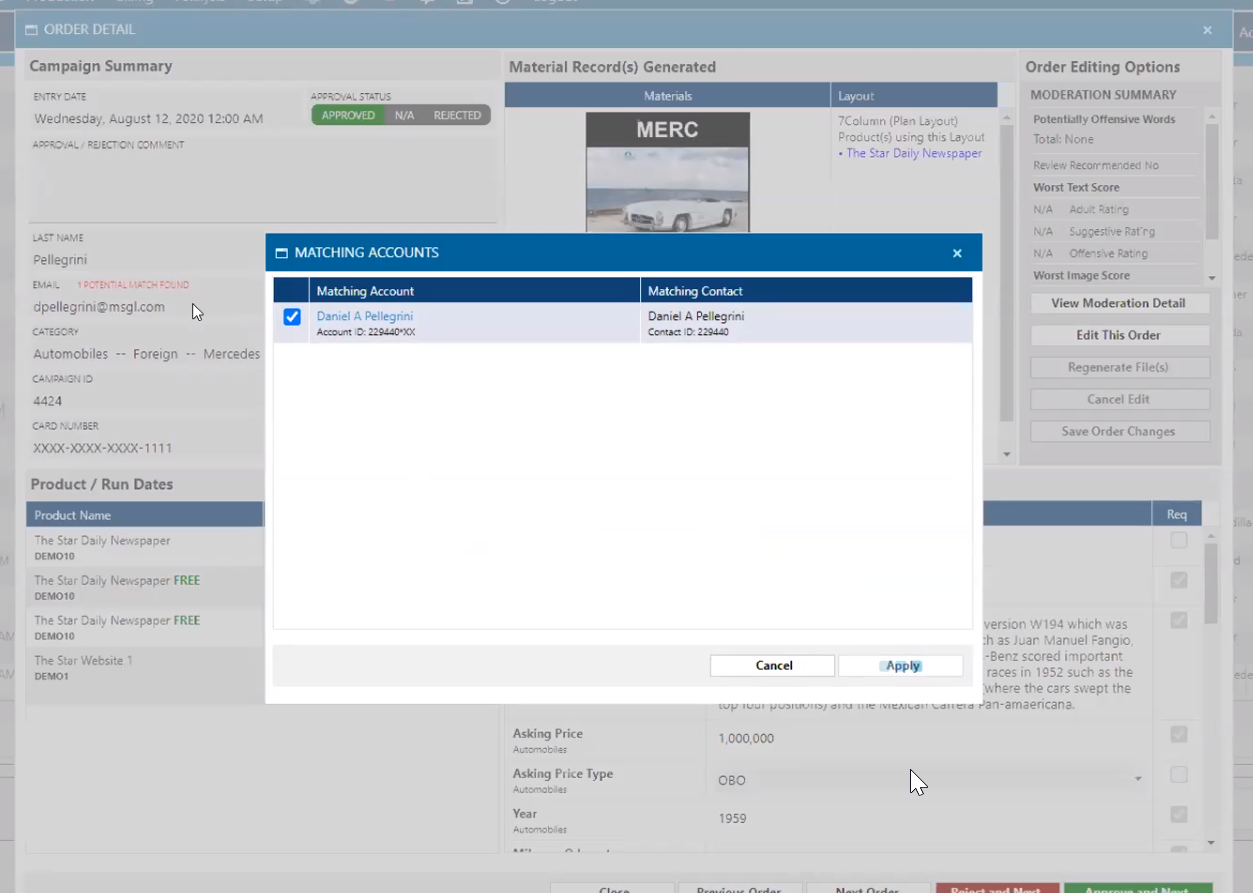 ORDER DETAIL
Campaign Summary
ENTRY DATE
Wednesday, August 12, 2020 12:00 AM
APPROVAL STATUS
APPROVED N/A REJECTED
APPROVAL / REJECTION COMMENT
LAST NAME
Pellegrini
EMAIL 1 POTENTIAL MATCH FOUND
dpellegrini@msgl.com
CATEGORY
Automobiles -- Foreign -- Mercedes
CAMPAIGN ID
4424
CARD NUMBER
XXXX-XXXX-XXXX-1111
Material Record(s) Generated
Materials Layout
MERC
7Column (Plan Layout)
Product(s) using this Layout
• The Star Daily Newspaper
Order Editing Options
MODERATION SUMMARY
Potentially Offensive Words
Total: None
Review Recommended No
Worst Text Score
N/A Adult Rating
N/A Suggestive Rating
N/A Offensive Rating
Worst Image Score
View Moderation Detail
Edit This Order
Regenerate File(s)
Cancel Edit
Save Order Changes
MATCHING ACCOUNTS
Matching Account Matching Contact
Daniel A Pellegrini Daniel A Pellegrini
Account ID: 229440*XX Contact ID: 229440
Cancel Apply
Product / Run Dates
Product Name
The Star Daily Newspaper
DEMO10
The Star Daily Newspaper FREE
DEMO10
The Star Daily Newspaper FREE
DEMO10
The Star Website 1
DEMO1
Req
version W194 which was
as Juan Manuel Fangio,
-Benz scored important
races in 1952 such as the
(where the cars swept the
top four positions) and the Mexican Carrera Pan-amaericana.
Asking Price
Automobiles
1,000,000
Asking Price Type
Automobiles
OBO
Year
Automobiles
1959
Close Previous Order Next Order Reject and Next Approve and Next